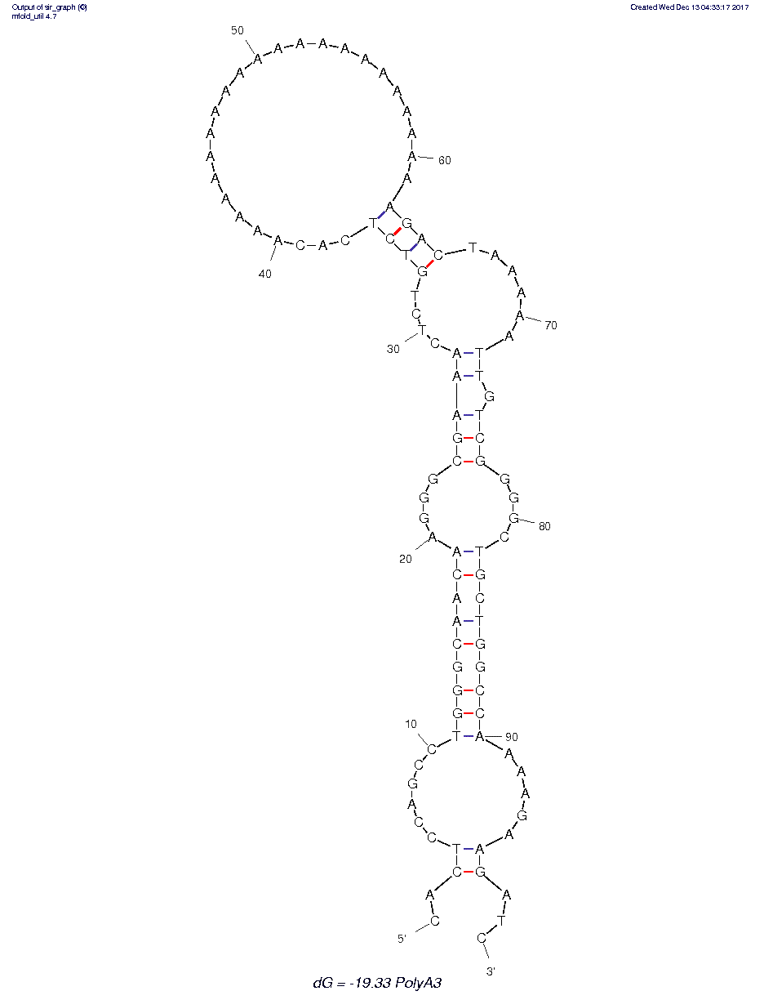 Output of sir_graph (©)
mfold_util 4.7
Created Wed Dec 13 04:33:17 2017
5'
C A C T C C A G C C
10
T G G G C A A C A A
20
G G G C G A A A C T
30
C T G T C T C A C A
40
A A A A A A A A A A
50
A A A A A A A A A A
60
A A G A C T A A A A
70
A T T G T C G G G G
80
C T G C T G G C C A
90
A A A G A A G A T C
3'
dG = -19.33 PolyA3